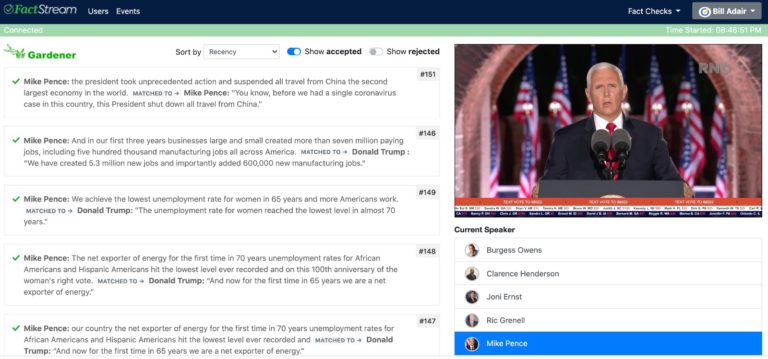 FactStream
Users
Events
Fact Checks
Bill Adair
Connected
Time Started: 08:46:51 PM
Gardener
Sort by
Recency
Show accepted
Show rejected
#151
Mike Pence: the president took unprecedented action and suspended all travel from China the second
largest economy in the world. MATCHED TO → Mike Pence: "You know, before we had a single coronavirus
case in this country, this President shut down all travel from China."
#146
Mike Pence: And in our first three years businesses large and small created more than seven million paying
jobs, including five hundred thousand manufacturing jobs all across America. MATCHED TO → Donald Trump :
"We have created 5.3 million new jobs and importantly added 600,000 new manufacturing jobs."
#149
Mike Pence: We achieve the lowest unemployment rate for women in 65 years and more Americans work.
MATCHED TO → Donald Trump: "The unemployment rate for women reached the lowest level in almost 70
years."
#148
Mike Pence: The net exporter of energy for the first time in 70 years unemployment rates for African
Americans and Hispanic Americans hit the lowest level ever recorded and on this 100th anniversary of the
woman's right vote. MATCHED TO → Donald Trump: "And now for the first time in 65 years we are a net
exporter of energy."
#147
Mike Pence: our country the net exporter of energy for the first time in 70 years unemployment rates for
African Americans and Hispanic Americans hit the lowest level ever recorded and MATCHED TO → Donald
Trump: "And now for the first time in 65 years we are a net exporter of energy."
RNC
TEXT VOTE TO 88022
TEXT VOTE TO 88022
Current Speaker
Burgess Owens
Clarence Henderson
Joni Ernst
Ric Grenell
Mike Pence